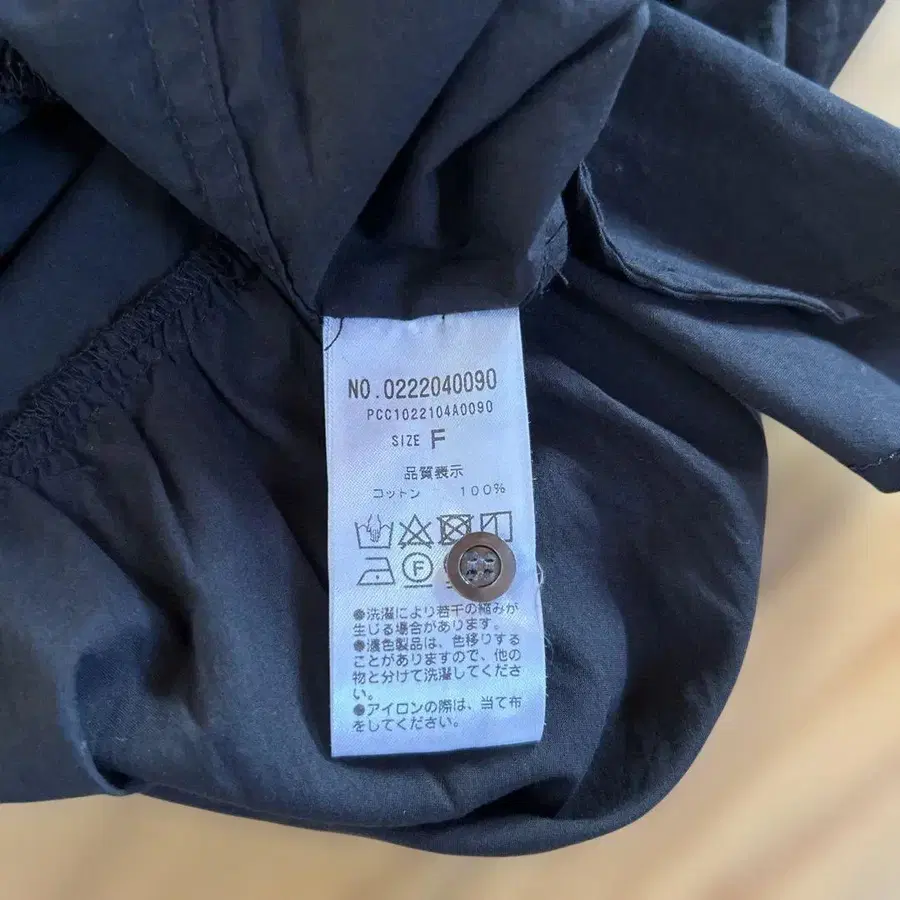 NO.0222040090
PCC1022104A0090
SIZE F
品質表示
コットン 100%
F
●洗濯により若干の縮みが
生じる場合があります。
●濃色製品は、色移りする
ことがありますので、他の
物と分けて洗濯してくださ
い。
●アイロンの際は、当て布
をしてください。